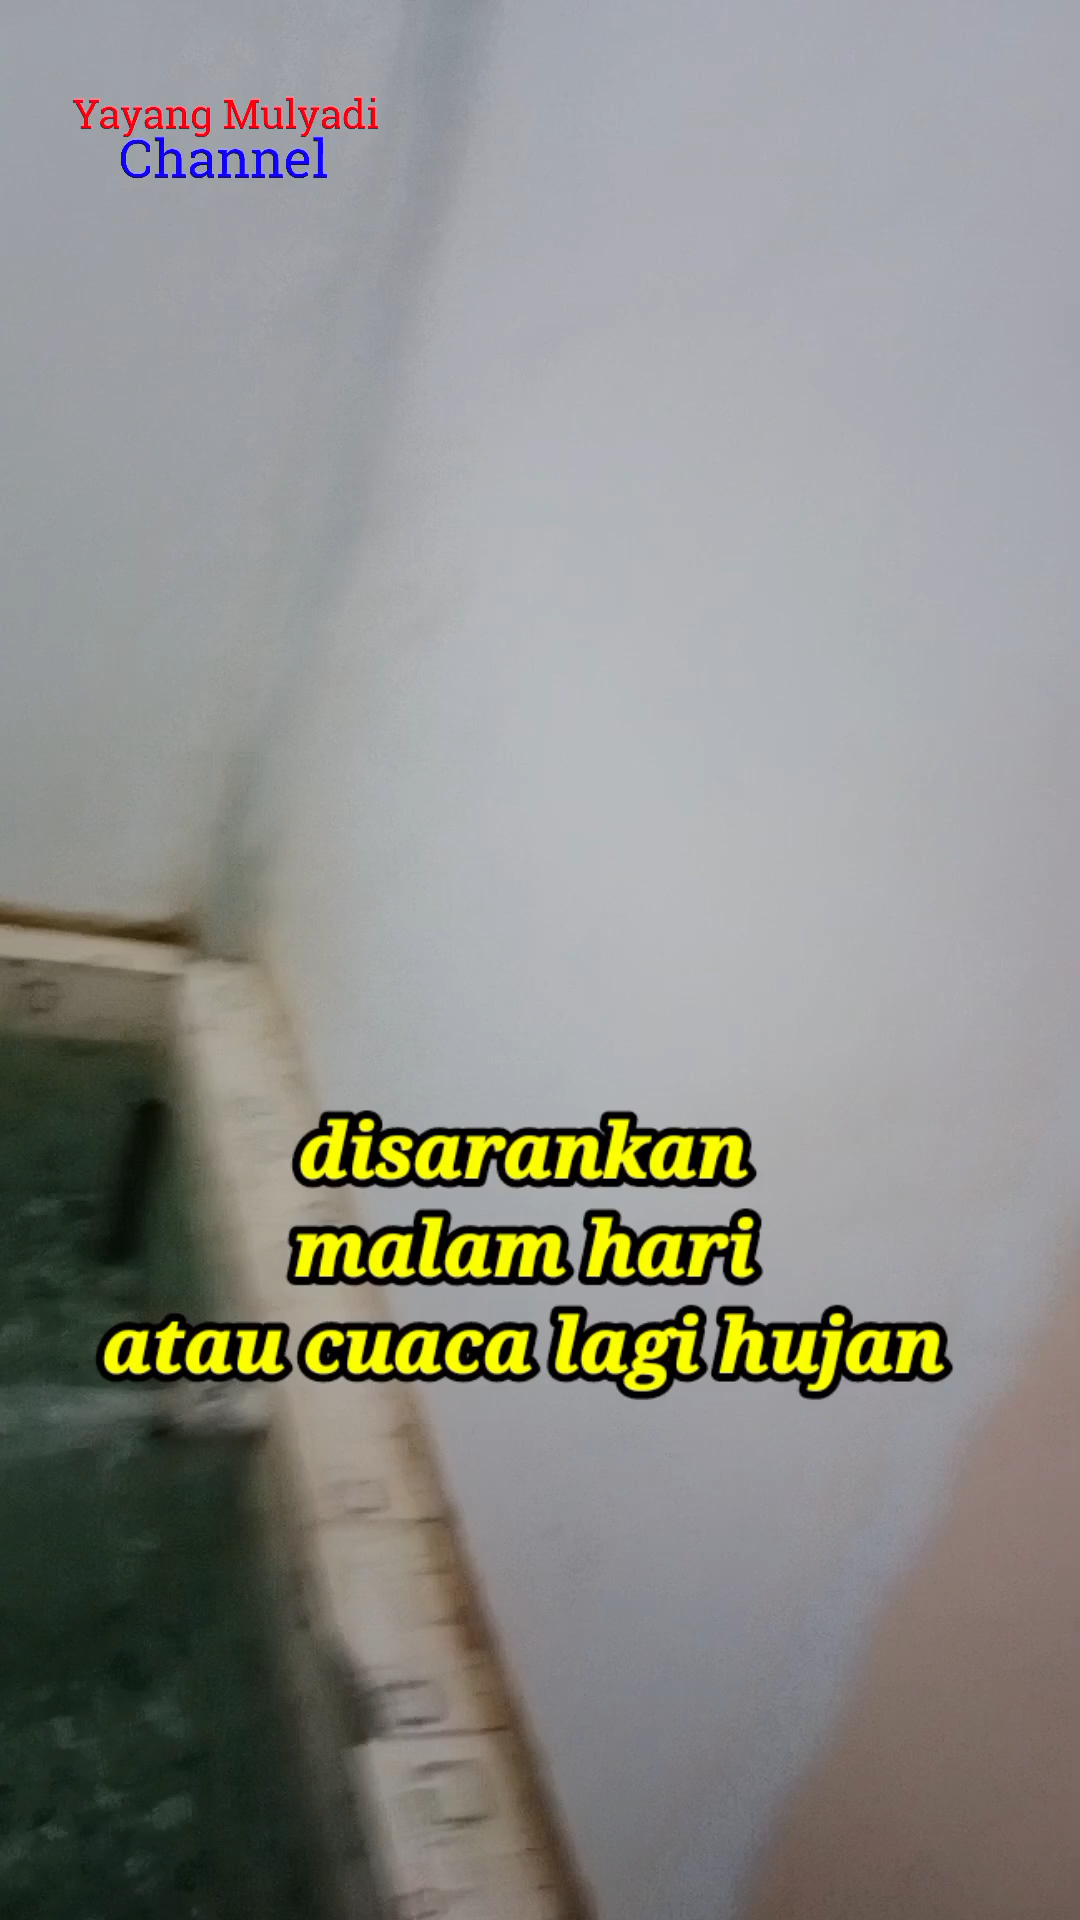 Yayang Mulyadi
Channel
disarankan
malam hari
atau cuaca lagi hujan